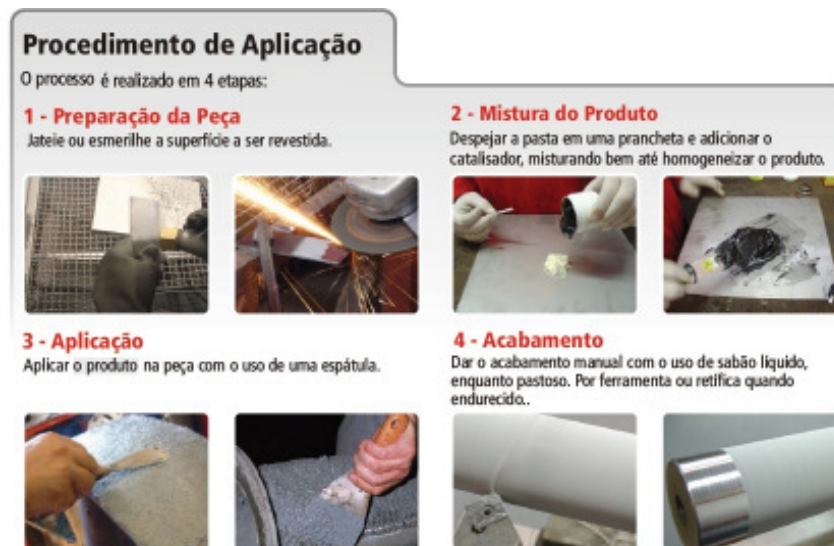 Procedimento de Aplicação
O processo é realizado em 4 etapas:
1 - Preparação da Peça
Jateie ou esmerilhe a superfície a ser revestida.
2 - Mistura do Produto
Despejar a pasta em uma prancheta e adicionar o
catalisador, misturando bem até homogeneizar o produto.
3 - Aplicação
Aplicar o produto na peça com o uso de uma espátula.
4 - Acabamento
Dar o acabamento manual com o uso de sabão líquido,
enquanto pastoso. Por ferramenta ou retífica quando
endurecido..